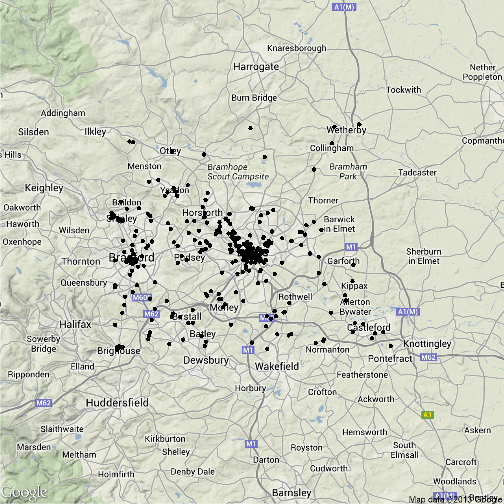 A1(M)
Knaresborough
Harrogate
Nether
Poppleton
Burn Bridge
Tockwith
Addingham
Silsden
Ilkley
Wetherby
Otley
Collingham
Copmantho
s Hills
Menston
Bramhope
Scout Campsite
Bramham
Park
Tadcaster
Keighley
Yeadon
Oakworth
Baildon
Thorner
Haworth
Shipley
Horsforth
Barwick
in Elmet
Wilsden
Oxenhope
M1
Sherburn
in Elmet
Thornton
Bradford
Pudsey
Garforth
Queensbury
Kippax
M606
Rothwell
Allerton
Bywater
Morley
A1(M)
M62
Birstall
Halifax
Batley
Castleford
Sowerby
Bridge
Knottingley
Brighouse
M1
Normanton
M62
Dewsbury
Pontefract
Elland
Wakefield
Ripponden
Featherstone
Horbury
Crofton
Ackworth
M62
Huddersfield
A1
Slaithwaite
Hemsworth
Askern
Kirkburton
Marsden
M1
Royston
South
Elmsall
Meltham
Shelley
Darton
Carcroft
Denby Dale
Cudworth
Holmfirth
Woodlands
Google
Barnsley
A1(M)
Map data ©2013 Google